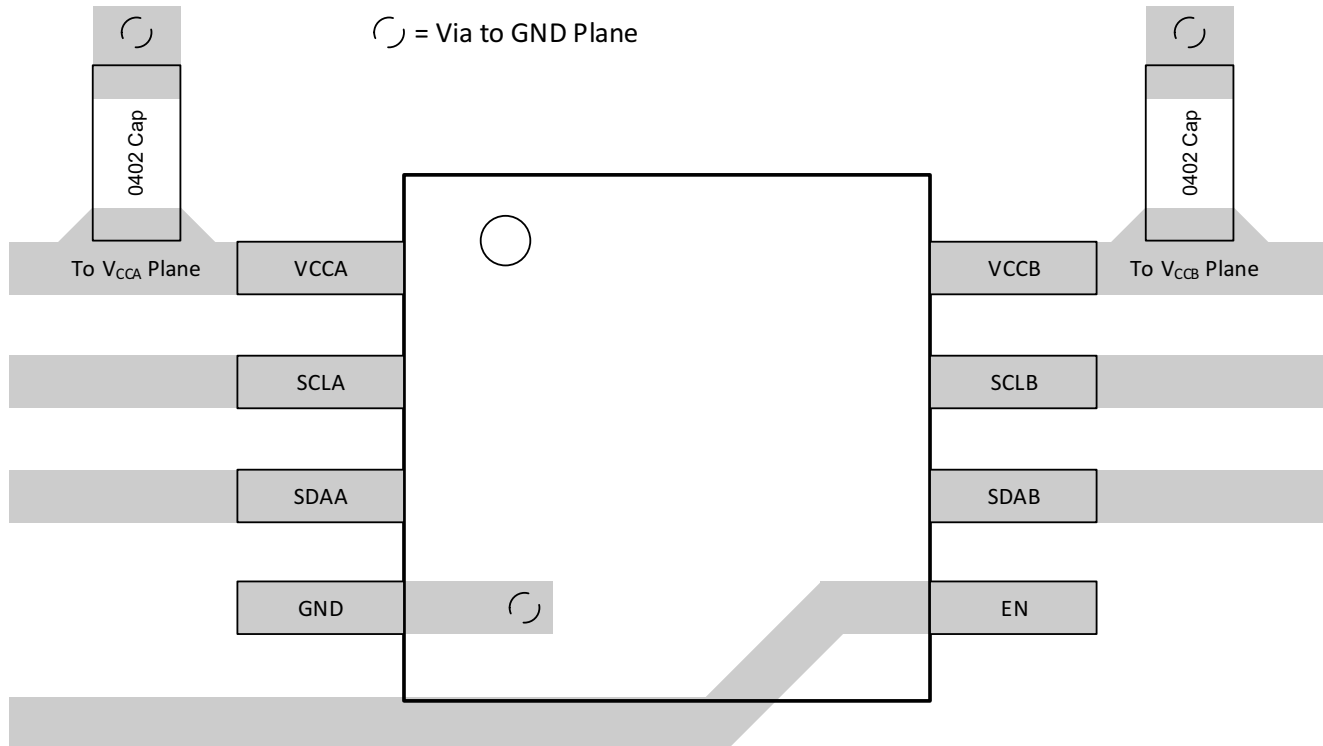 = Via to GND Plane
0402 Cap
0402 Cap
To VCCA Plane
VCCA
VCCB
To VCCB Plane
SCLA
SCLB
SDAA
SDAB
GND
EN